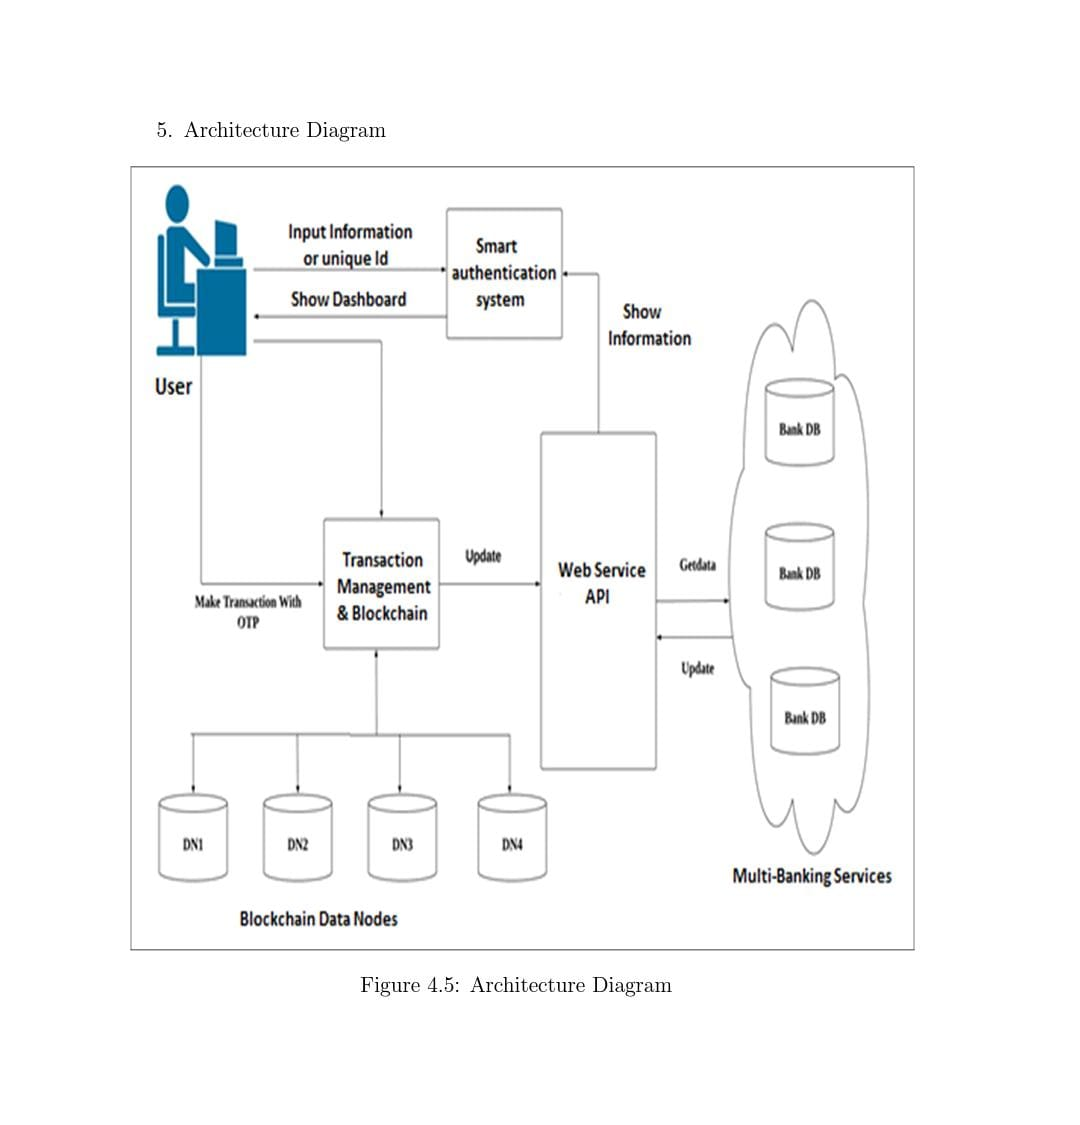 5. Architecture Diagram
Input Information
or unique Id
Smart
authentication
system
Show Dashboard
Show
Information
User
Bank DB
Transaction
Management
& Blockchain
Update
Web Service
API
Getdata
Bank DB
Make Transaction With
OTP
Update
Bank DB
DN1
DN2
DN3
DN4
Multi-Banking Services
Blockchain Data Nodes
Figure 4.5: Architecture Diagram